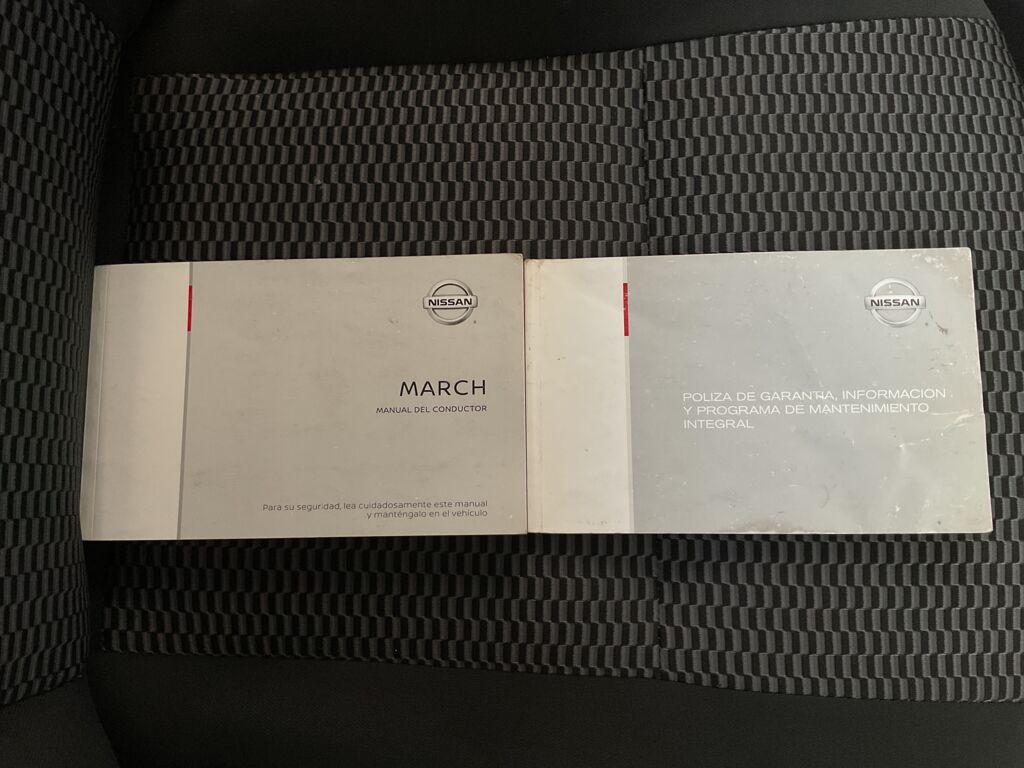 NISSAN
MARCH
MANUAL DEL CONDUCTOR
Para su seguridad, lea cuidadosamente este manual
y manténgalo en el vehículo
NISSAN
POLIZA DE GARANTIA, INFORMACION
Y PROGRAMA DE MANTENIMIENTO
INTEGRAL